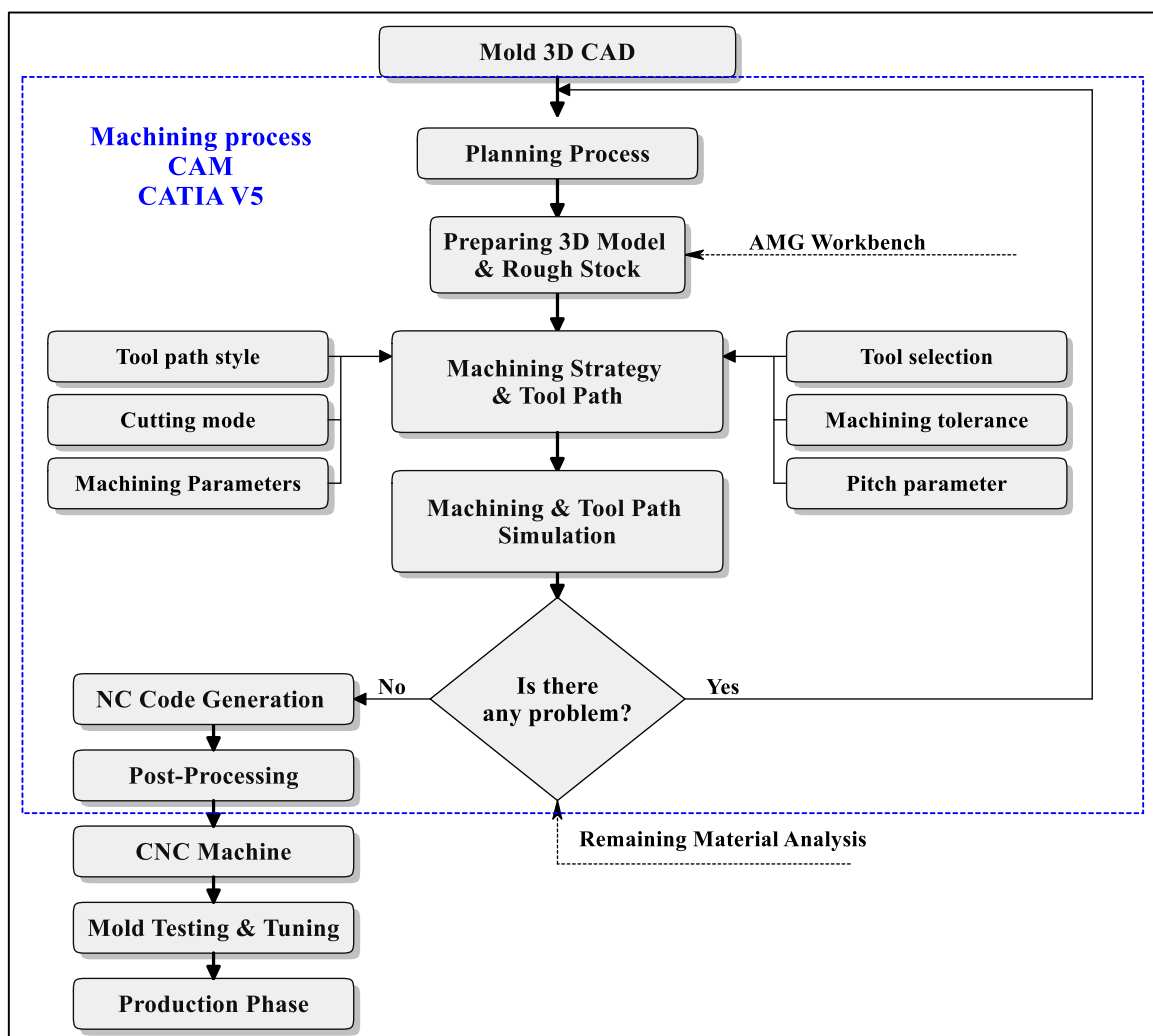 Mold 3D CAD
Machining process
CAM
CATIA V5
Planning Process
Preparing 3D Model
& Rough Stock
AMG Workbench
Tool path style
Cutting mode
Machining Parameters
Machining Strategy
& Tool Path
Tool selection
Machining tolerance
Pitch parameter
Machining & Tool Path
Simulation
Is there
any problem?
No
Yes
NC Code Generation
Post-Processing
Remaining Material Analysis
CNC Machine
Mold Testing & Tuning
Production Phase